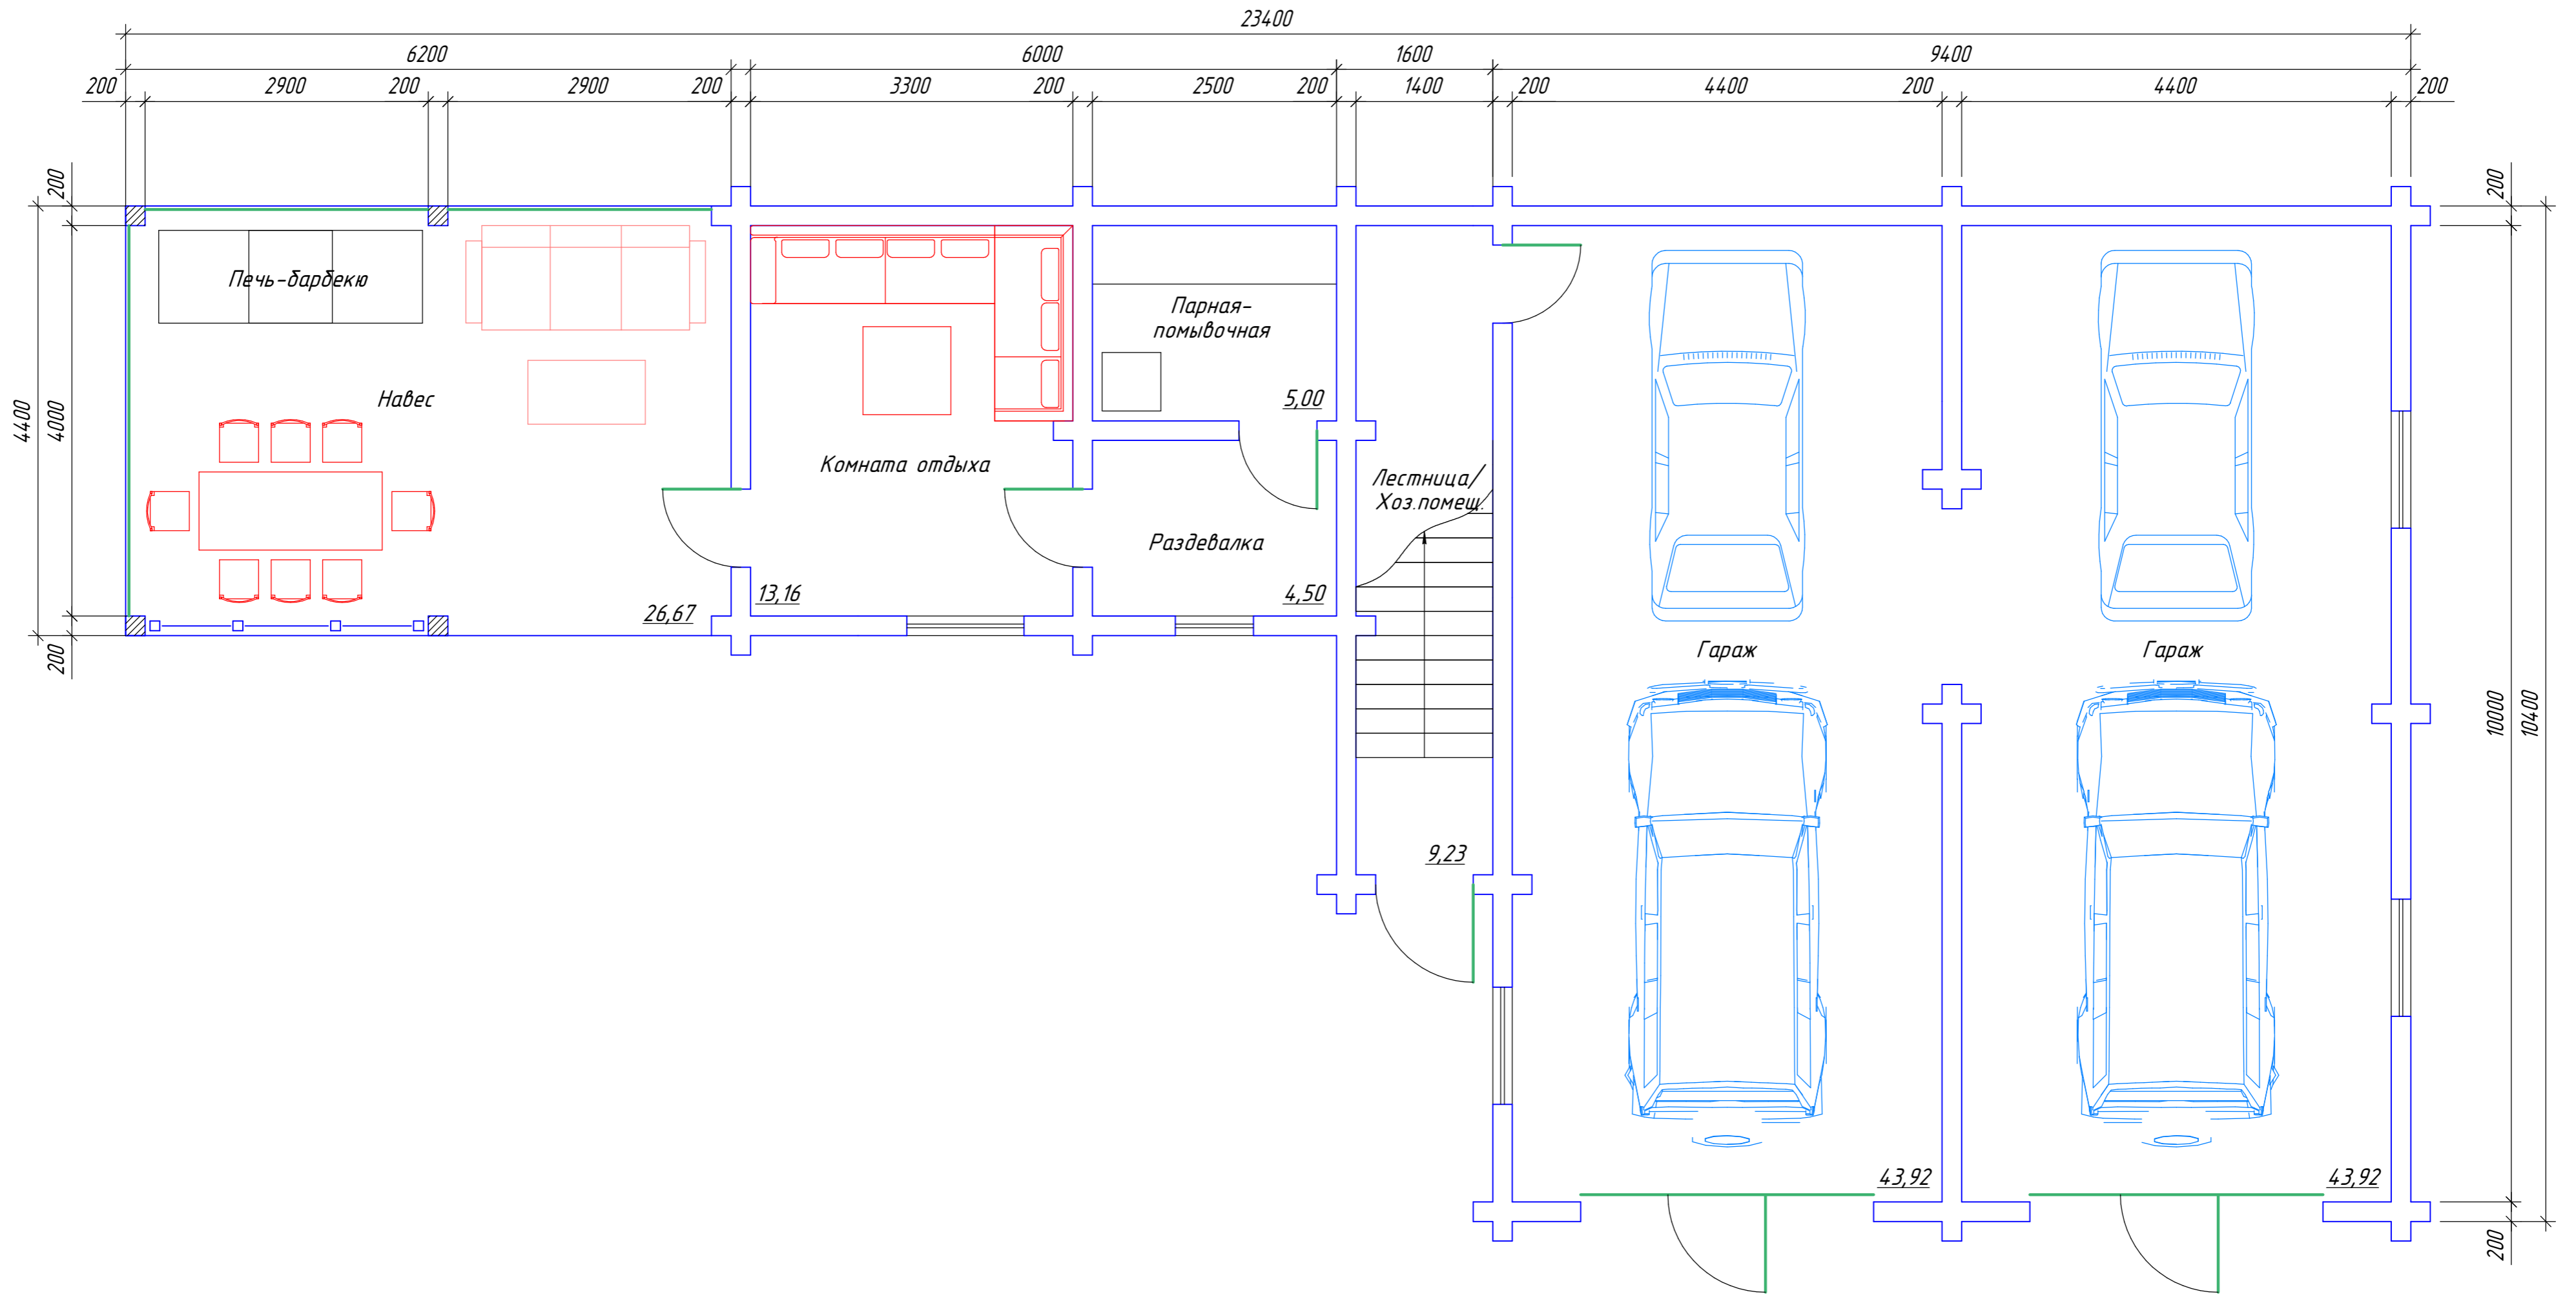 23400
6200 6000 1600 9400
200 2900 200 2900 200 3300 200 2500 200 1400 200 4400 200 4400 200
200
4400
4000
200
Печь-барбекю
Навес
26,67
Комната отдыха
13,16
Парная-
помывочная
5,00
Раздевалка
4,50
Лестница/
Хоз.помещ.
9,23
Гараж
43,92
Гараж
43,92
200
10000
10400
200